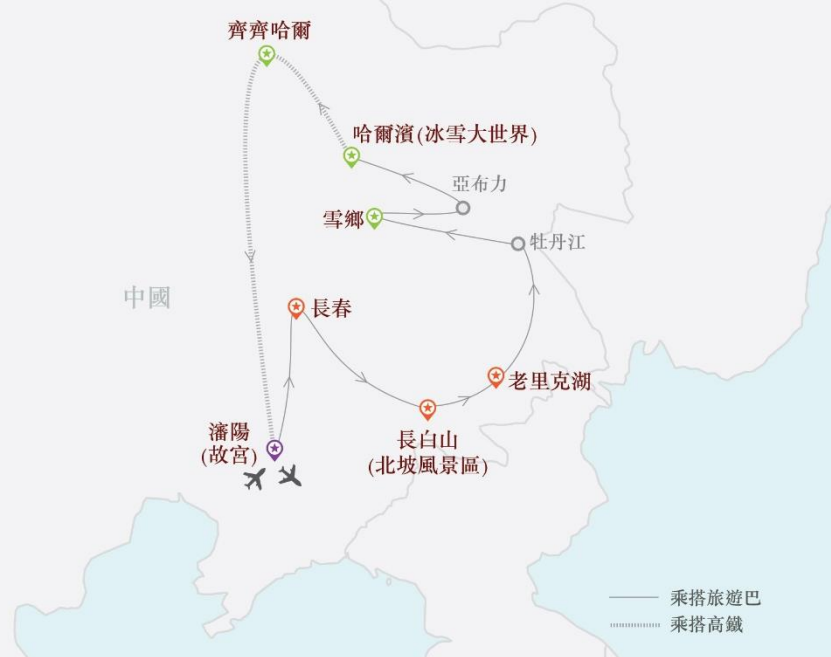 齊齊哈爾
哈爾濱(冰雪大世界)
亞布力
雪鄉
牡丹江
中國
長春
老里克湖
瀋陽
(故宮)
長白山
(北坡風景區)
乘搭旅遊巴
乘搭高鐵